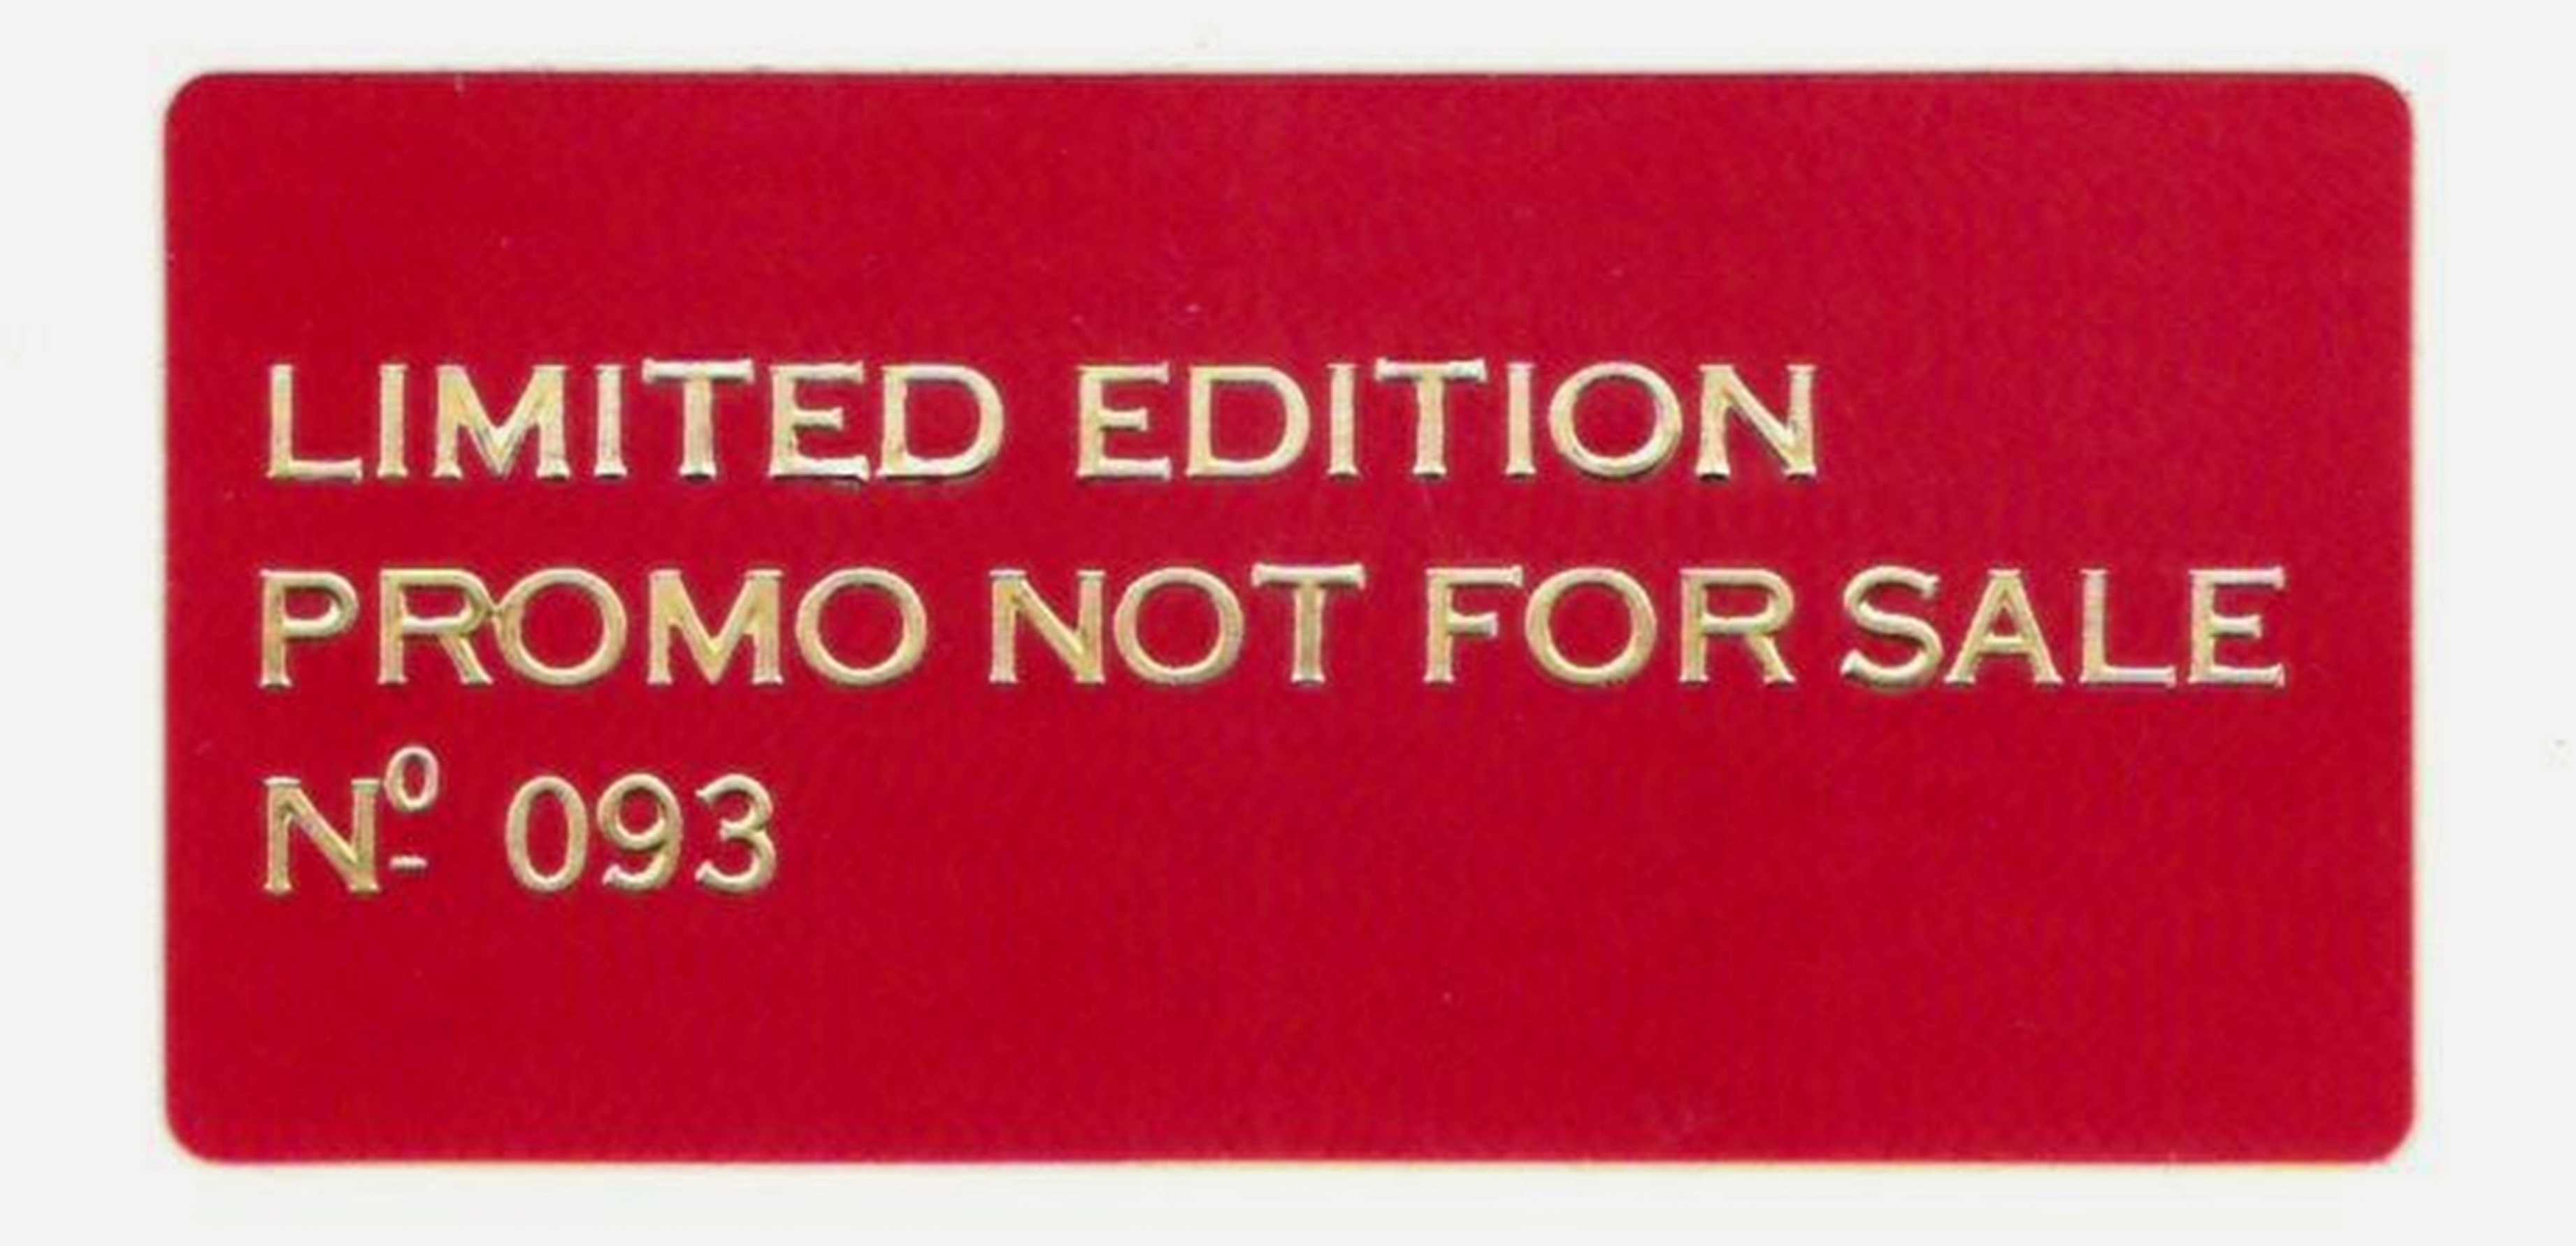 LIMITED EDITION
PROMO NOT FOR SALE
Nº 093